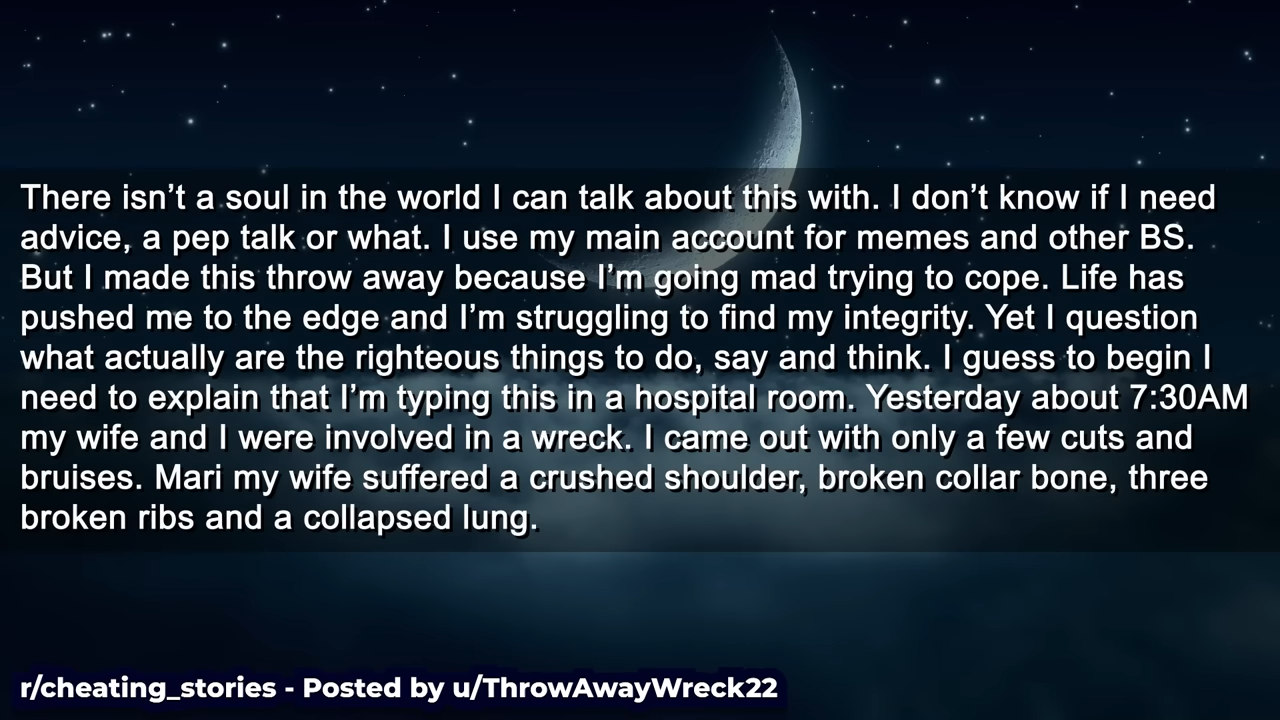 There isn’t a soul in the world I can talk about this with. I don’t know if I need
advice, a pep talk or what. I use my main account for memes and other BS.
But I made this throw away because I’m going mad trying to cope. Life has
pushed me to the edge and I’m struggling to find my integrity. Yet I question
what actually are the righteous things to do, say and think. I guess to begin I
need to explain that I’m typing this in a hospital room. Yesterday about 7:30AM
my wife and I were involved in a wreck. I came out with only a few cuts and
bruises. Mari my wife suffered a crushed shoulder, broken collar bone, three
broken ribs and a collapsed lung.
r/cheating_stories - Posted by u/ThrowAwayWreck22